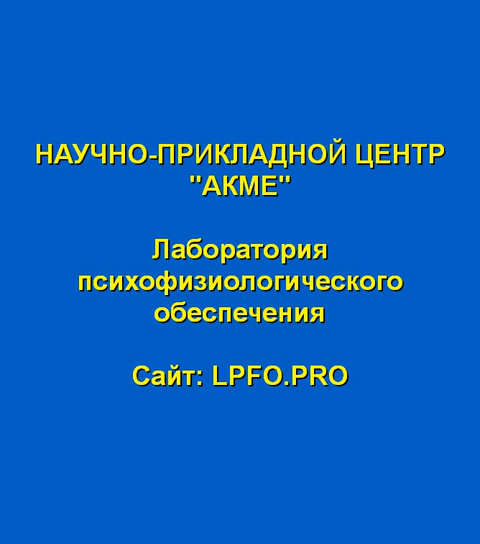 НАУЧНО-ПРИКЛАДНОЙ ЦЕНТР
"АКМЕ"
Лаборатория
психофизиологического
обеспечения
Сайт: LPFO.PRO